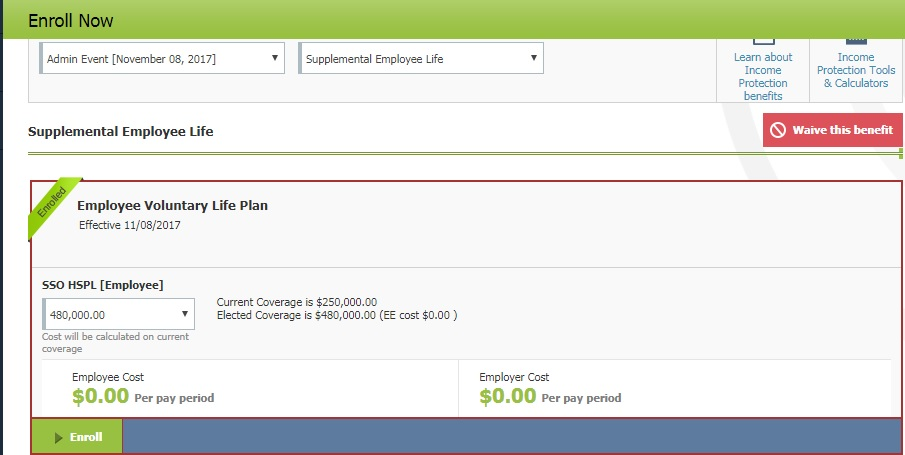 Enroll Now
Admin Event [November 08, 2017]
Supplemental Employee Life
Learn about
Income
Protection
benefits
Income
Protection Tools
& Calculators
Supplemental Employee Life
Waive this benefit
Enrolled
Employee Voluntary Life Plan
Effective 11/08/2017
SSO HSPL [Employee]
480,000.00
Cost will be calculated on current
coverage
Current Coverage is $250,000.00
Elected Coverage is $480,000.00 (EE cost $0.00 )
Employee Cost
$0.00 Per pay period
Employer Cost
$0.00 Per pay period
Enroll